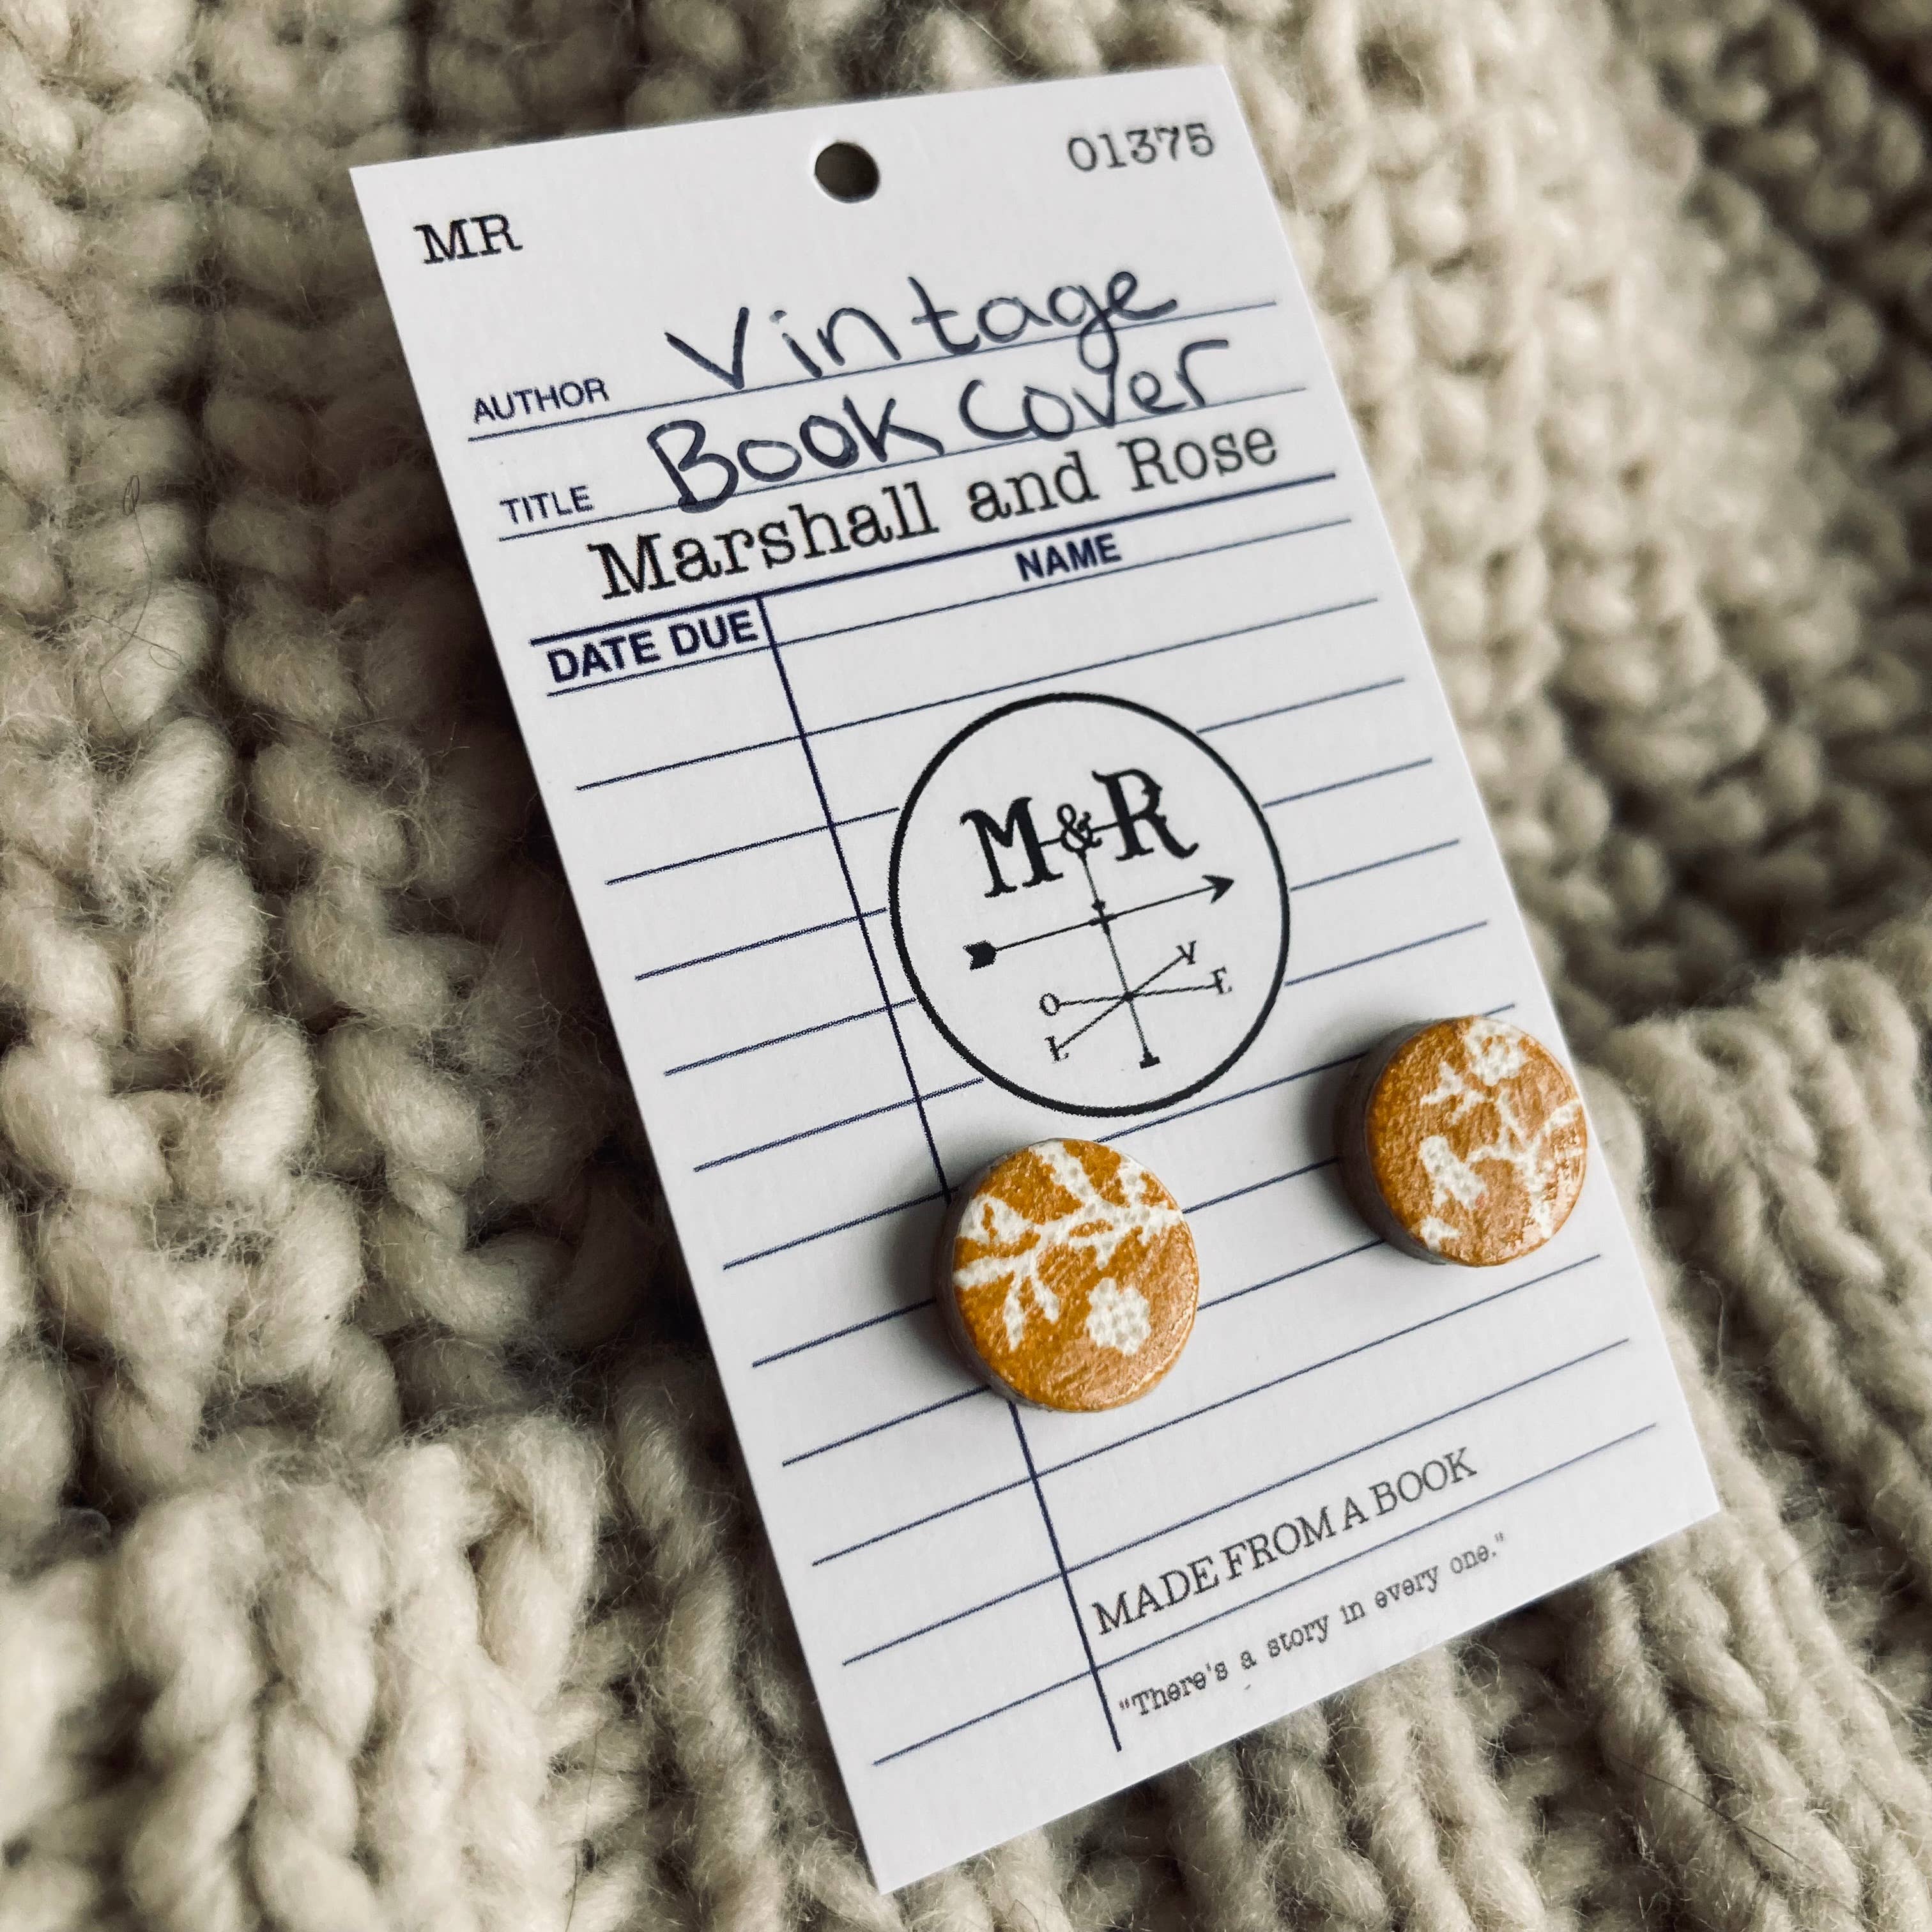 MR
01375
AUTHOR Vintage
TITLE Book Cover
Marshall and Rose
DATE DUE
NAME
M&R
V
O E
L
MADE FROM A BOOK
"There's a story in every one."